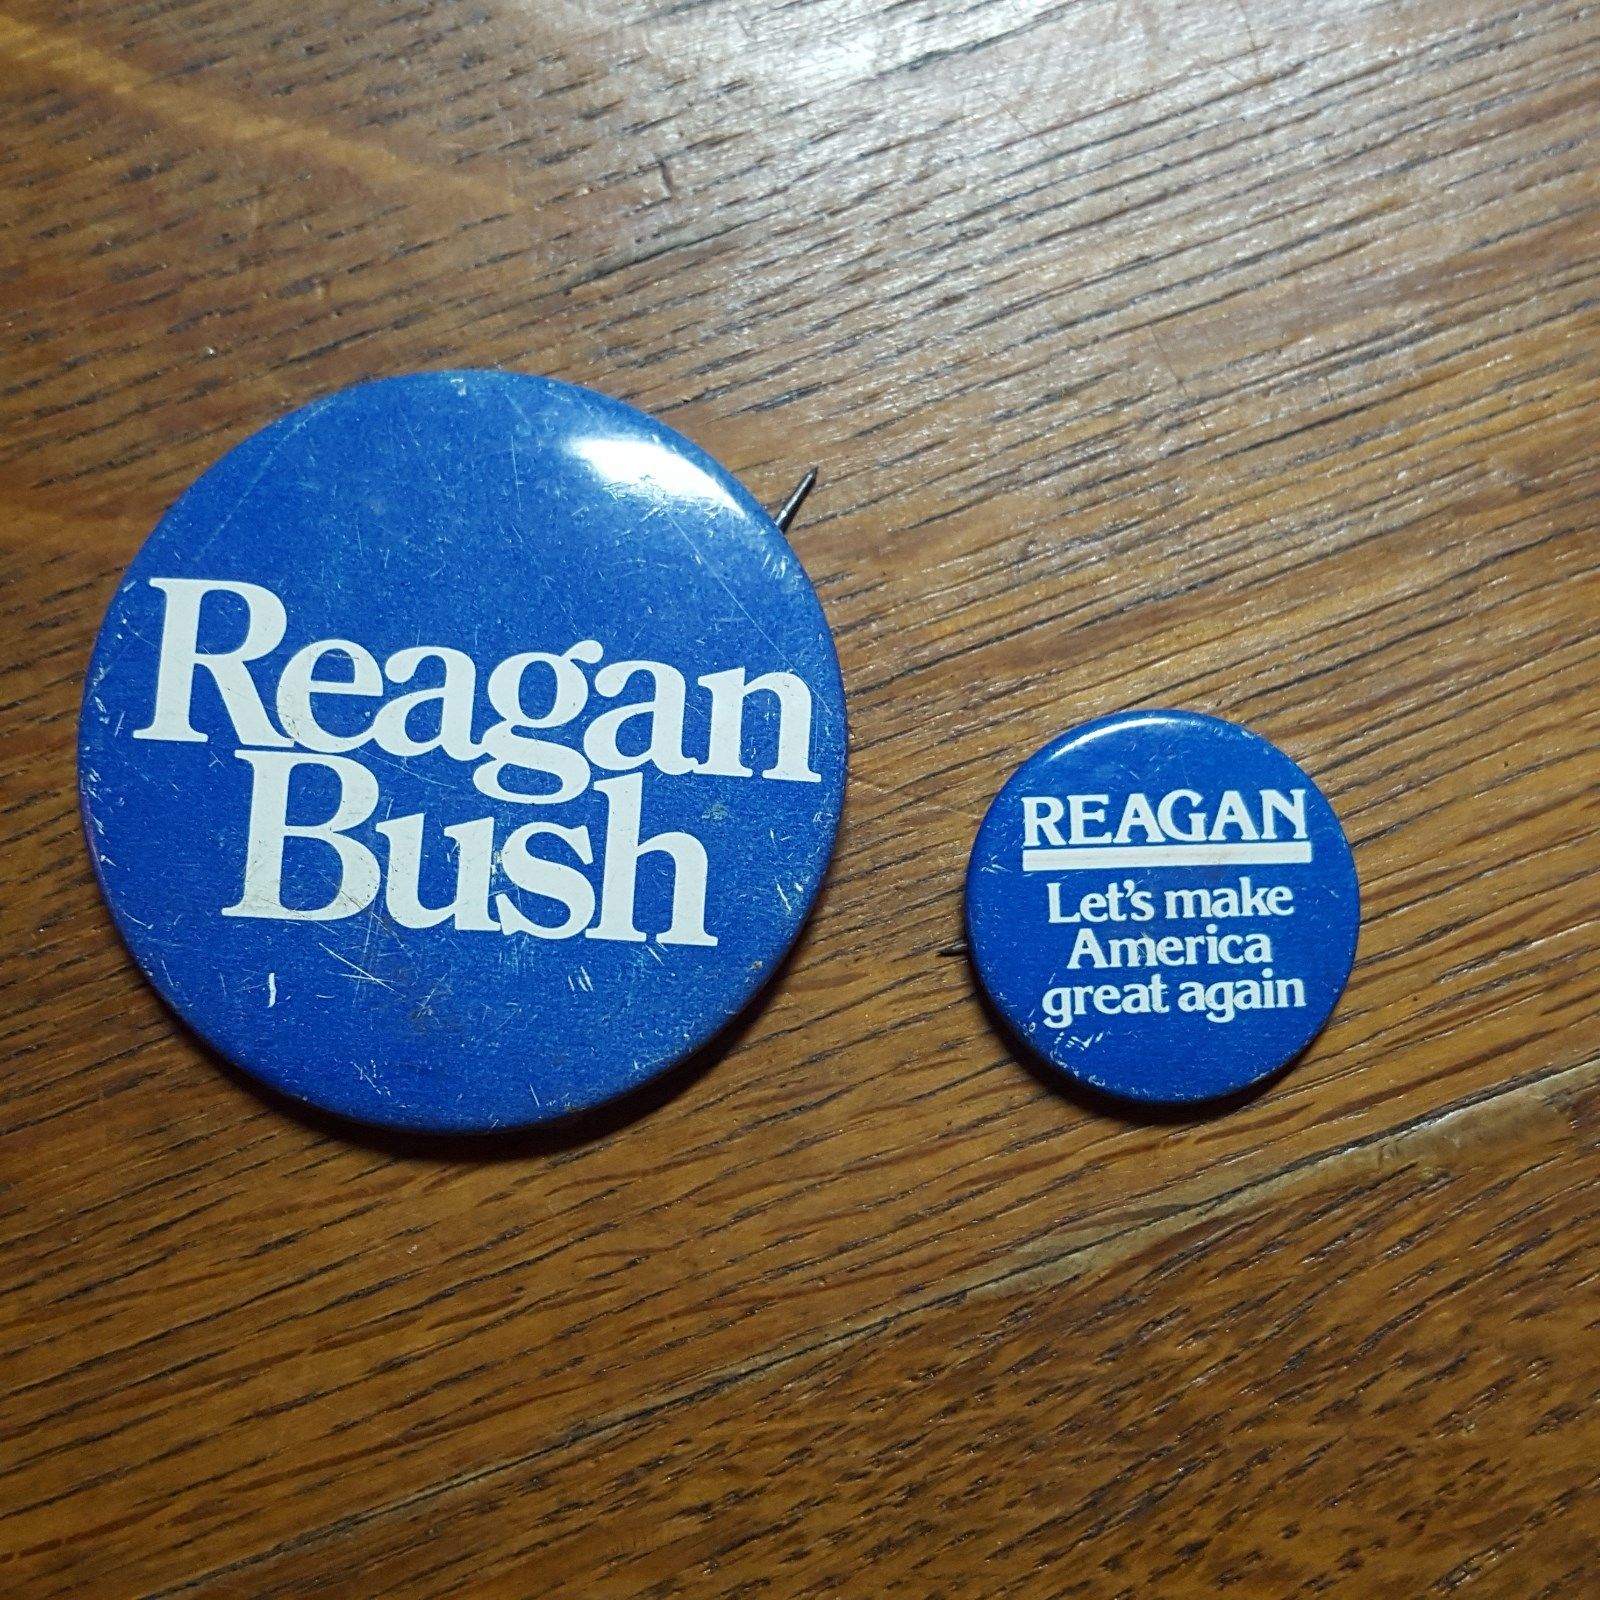 Reagan
Bush
REAGAN
Let's make
America
great again